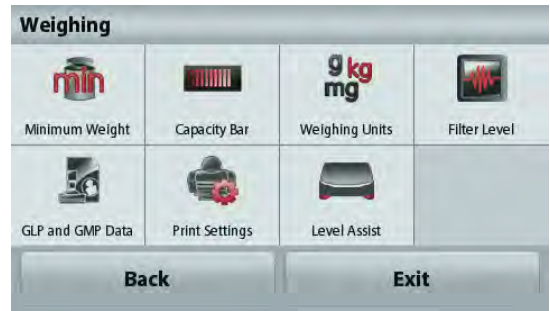 Weighing
min
g kg
mg
Minimum Weight
Capacity Bar
Weighing Units
Filter Level
GLP and GMP Data
Print Settings
Level Assist
Back
Exit